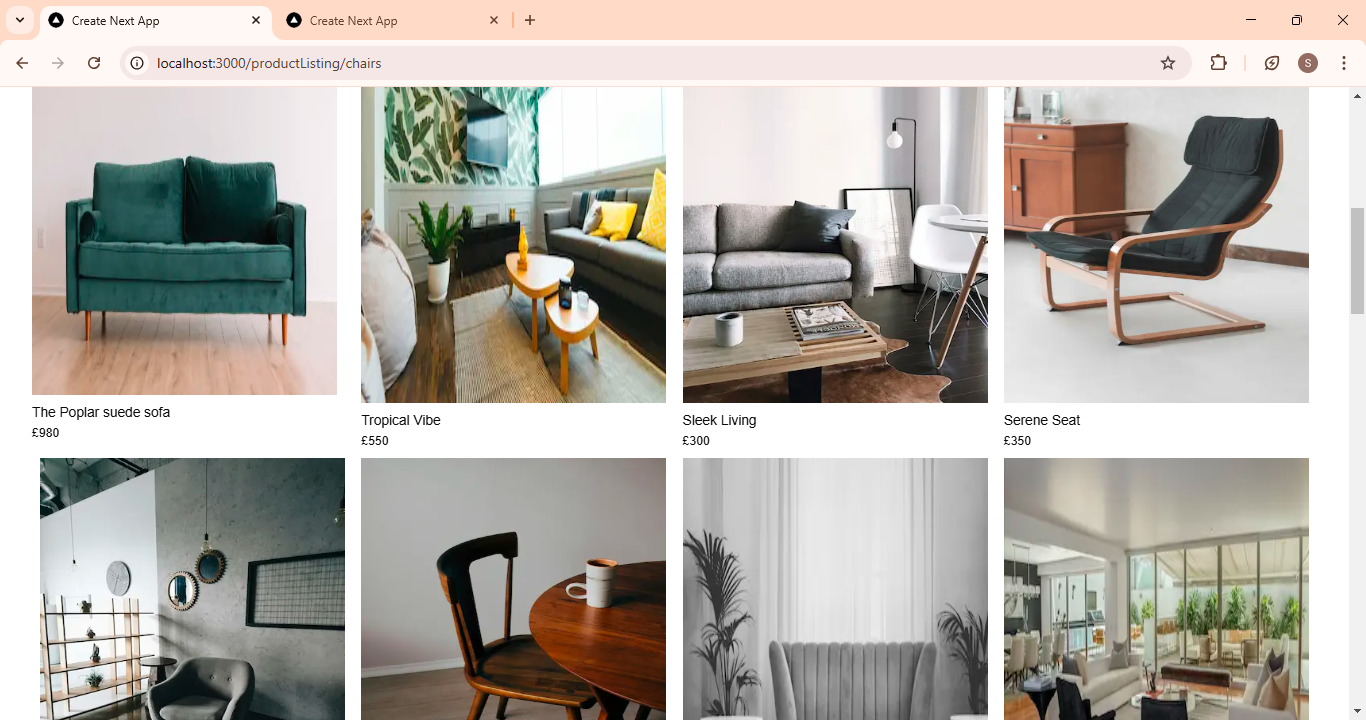 Create Next App
Create Next App
localhost:3000/productListing/chairs
S
The Poplar suede sofa
£980
Tropical Vibe
£550
Sleek Living
£300
Serene Seat
£350